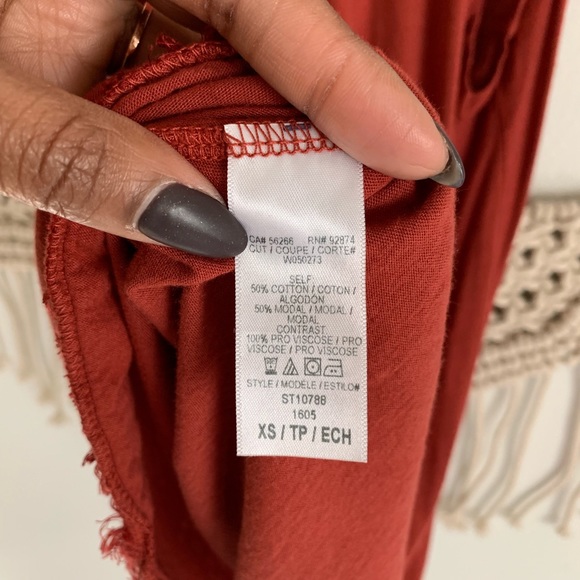 CA# 56266 RN# 92874
CUT / COUPE / CORTE#
W050273
SELF
50% COTTON / COTON /
ALGODON
50% MODAL / MODAL /
MODAL
CONTRAST
100% PRO VISCOSE / PRO
VISCOSE / PRO VISCOSE
STYLE / MODELE / ESTILO#
ST10788
1605
XS / TP / ECH